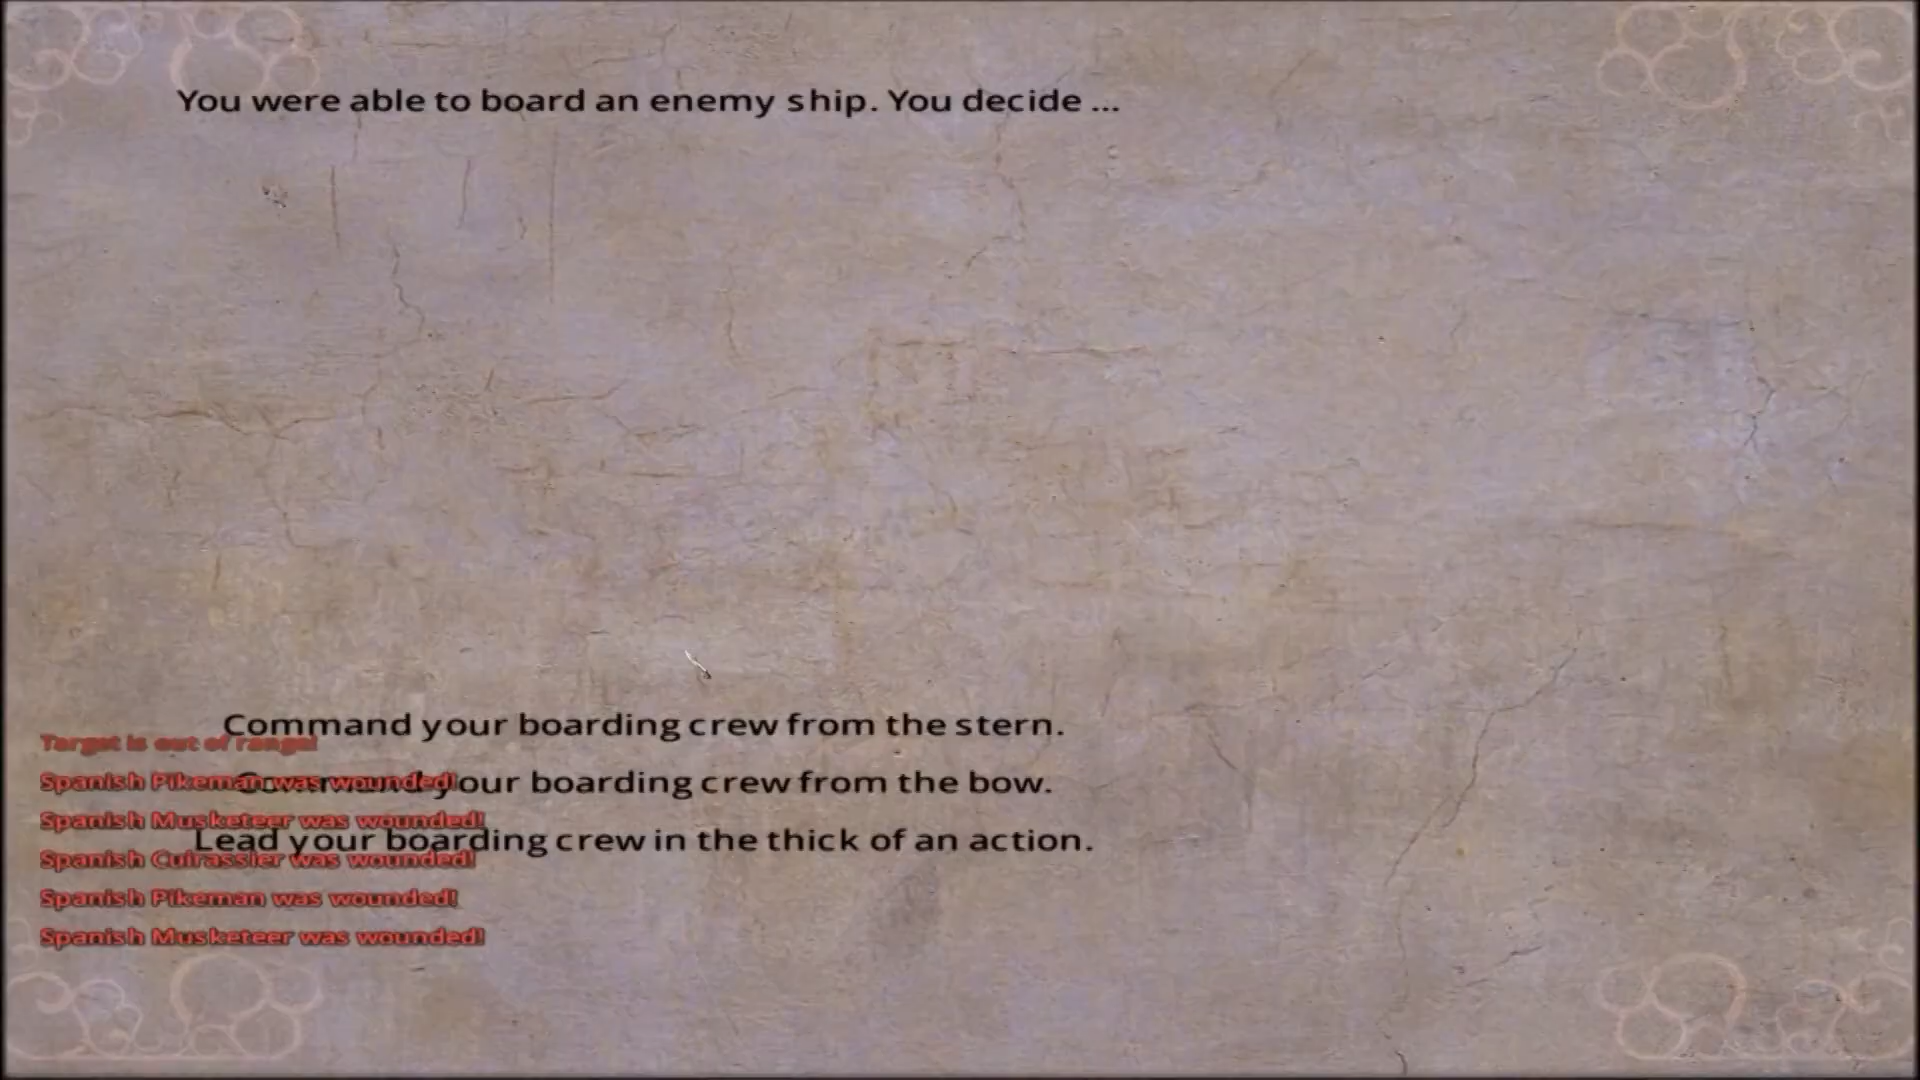 You were able to board an enemy ship. You decide ...
Command your boarding crew from the stern.
Target is out of range!
Command your boarding crew from the bow.
Spanish Pikeman was wounded!
Spanish Musketeer was wounded!
Lead your boarding crew in the thick of an action.
Spanish Cuirassier was wounded!
Spanish Pikeman was wounded!
Spanish Musketeer was wounded!